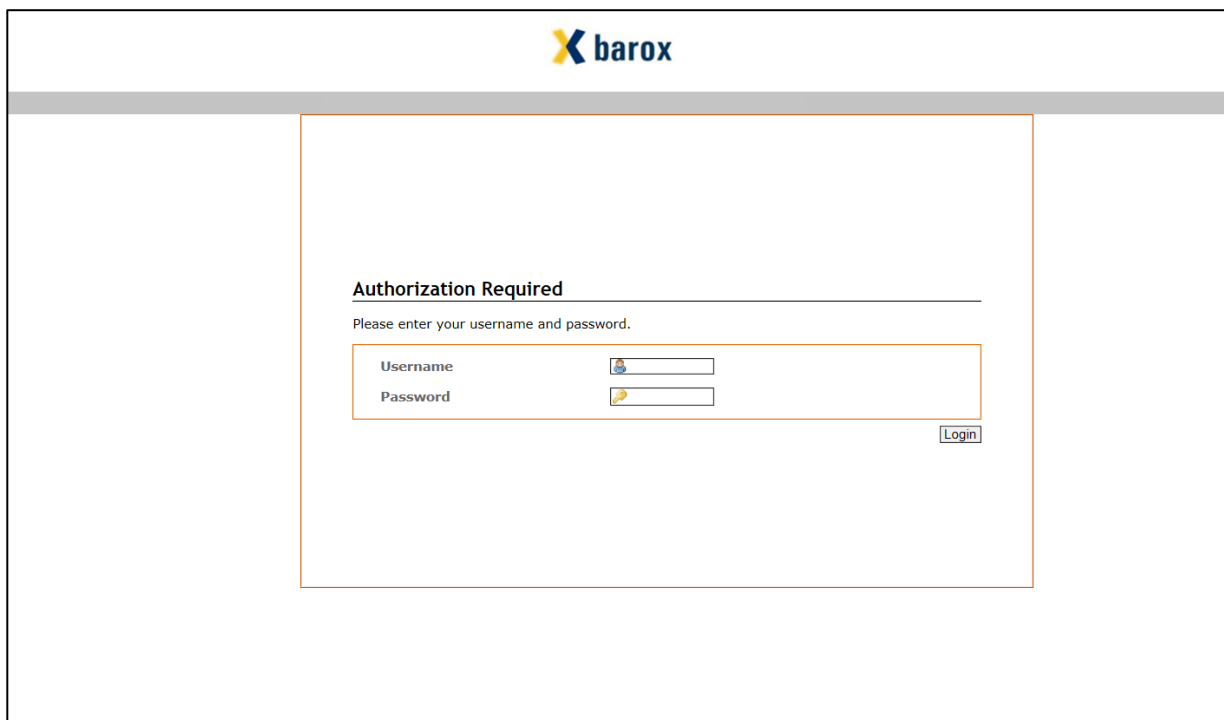 barox
Authorization Required
Please enter your username and password.
Username
Password
Login